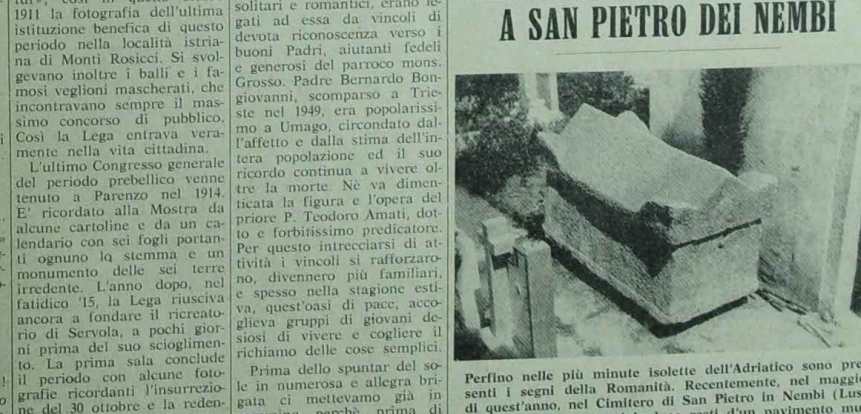 1911 la fotografia dell'ultima
istituzione benefica di questo
periodo nella località istria-
na di Monti Rosicci. Si svol-
gevano inoltre i balli e i fa-
mosi veglioni mascherati, che
incontravano sempre il mas-
simo concorso di pubblico.
Così la Lega entrava vera-
mente nella vita cittadina.
L'ultimo Congresso generale
del periodo prebellico venne
tenuto a Parenzo nel 1914.
E' ricordato alla Mostra da
alcune cartoline e da un ca-
lendario con sei fogli portan-
ti ognuno lo stemma e un
monumento delle sei terre
irredente. L'anno dopo, nel
fatidico '15, la Lega riusciva
ancora a fondare il ricreato-
rio di Servola, a pochi gior-
ni prima del suo scioglimen-
to. La prima sala conclude
il periodo con alcune foto-
grafie ricordanti l'insurrezio-
ne del 30 ottobre e la reden-
solitari e romantici, erano le-
gati ad essa da vincoli di
devota riconoscenza verso i
buoni Padri, aiutanti fedeli
e generosi del parroco mons.
Grosso. Padre Bernardo Bon-
giovanni, scomparso a Trie-
ste nel 1949, era popolarissi-
mo a Umago, circondato dal-
l'affetto e dalla stima dell'in-
tera popolazione ed il suo
ricordo continua a vivere ol-
tre la morte. Nè va dimen-
ticata la figura e l'opera del
priore P. Teodoro Amati, dot-
to e forbitissimo predicatore.
Per questo intrecciarsi di at-
tività i vincoli si rafforzaro-
no, divennero più familiari,
e spesso nella stagione esti-
va, quest'oasi di pace, acco-
glieva gruppi di giovani de-
siosi di vivere e cogliere il
richiamo delle cose semplici.
Prima dello spuntar del so-
le in numerosa e allegra bri-
gata ci mettevamo già in
perchè prima di
A SAN PIETRO DEI NEMBI
Perfino nelle più minute isolette dell'Adriatico sono pre-
senti i segni della Romanità. Recentemente, nel maggi
di quest'anno, nel Cimitero di San Pietro in Nembi (Lus